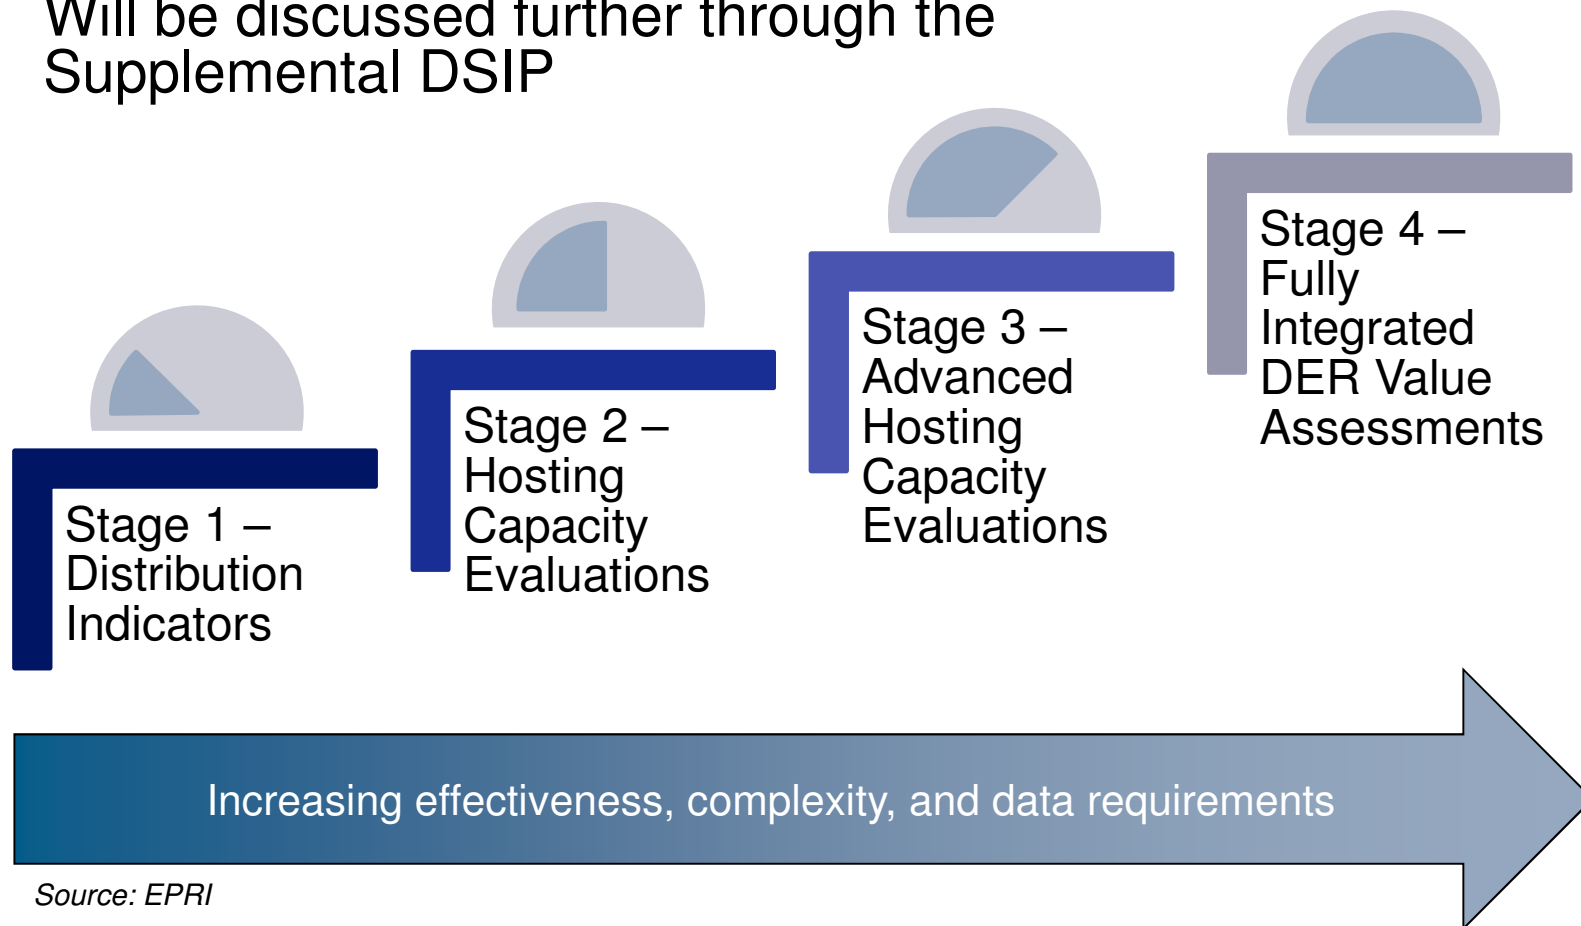 Will be discussed further through the
Supplemental DSIP
Stage 1 –
Distribution
Indicators
Stage 2 –
Hosting
Capacity
Evaluations
Stage 3 –
Advanced
Hosting
Capacity
Evaluations
Stage 4 –
Fully
Integrated
DER Value
Assessments
Increasing effectiveness, complexity, and data requirements
Source: EPRI